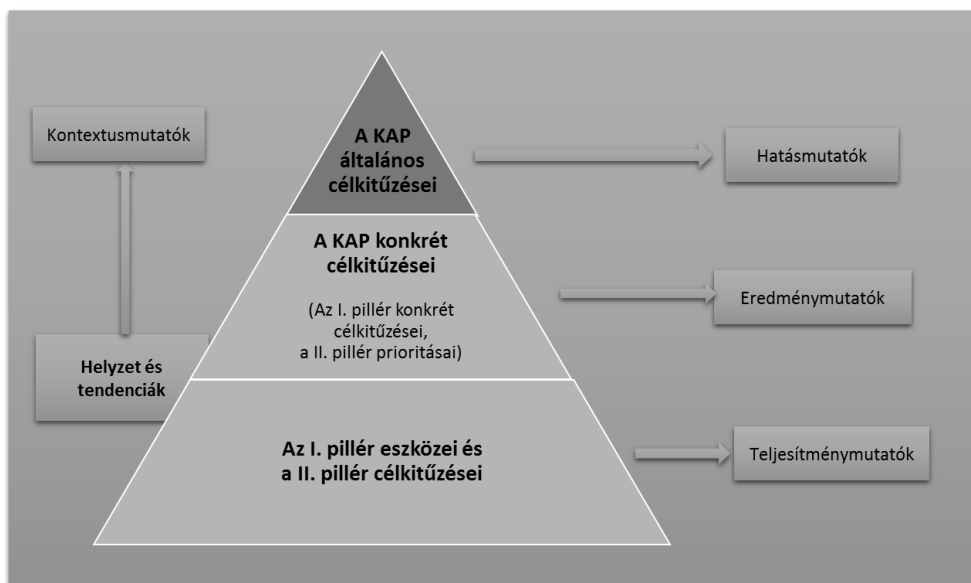 Kontextusmutatók
A KAP
általános
célkitűzései
Hatásmutatók
A KAP konkrét
célkitűzései
(Az I. pillér konkrét
célkitűzései,
a II. pillér prioritásai)
Eredménymutatók
Helyzet és
tendenciák
Az I. pillér eszközei és
a II. pillér célkitűzései
Teljesítménymutatók